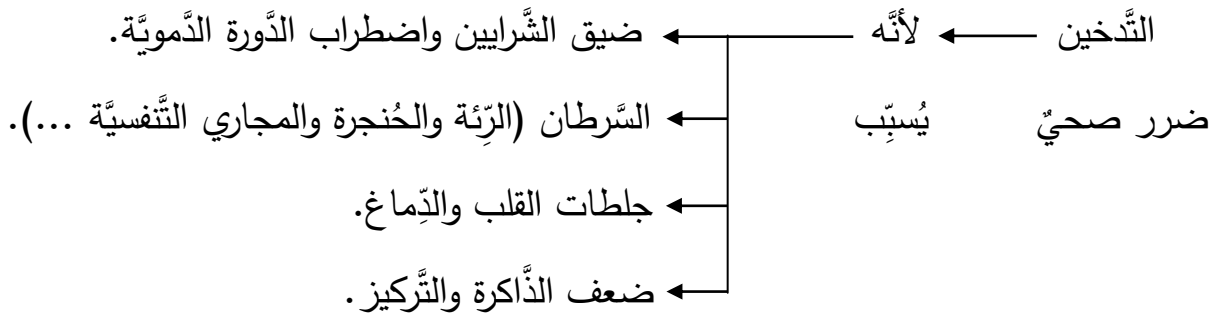 التَّدخين لأنَّه ضيق الشَّرايين واضطراب الدَّورة الدَّمويَّة.
ضرر صحيٌ يُسبِّب السَّرطان (الرِّئة والحُنجرة والمجاري التَّنفسيَّة ...).
جلطات القلب والدِّماغ.
ضعف الذَّاكرة والتَّركيز.